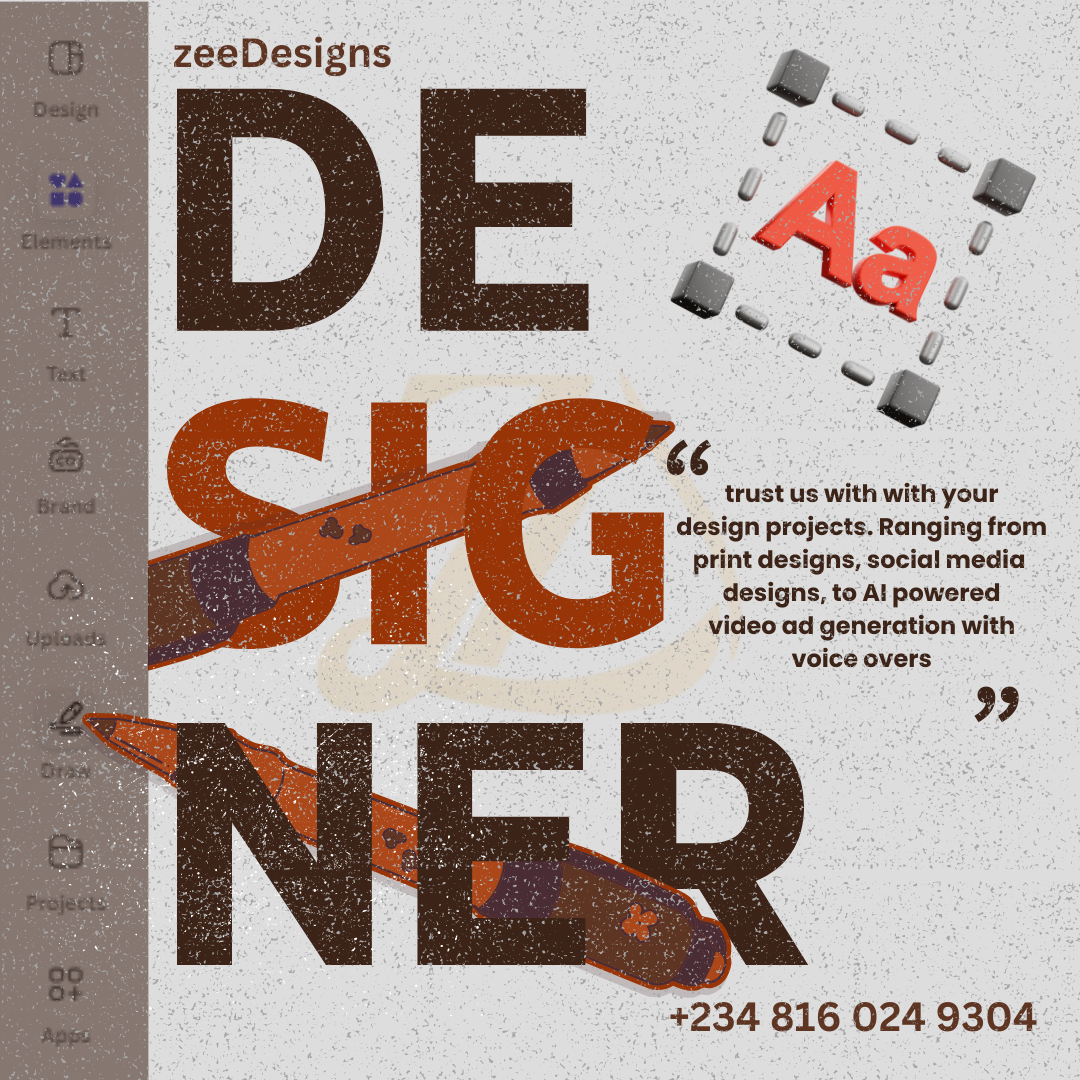 Design
Elements
Text
Brand
Uploads
Draw
Projects
Apps
zeeDesigns
DE
SIG
NER
Aa
“
trust us with with your
design projects. Ranging from
print designs, social media
designs, to AI powered
video ad generation with
voice overs
”
+234 816 024 9304